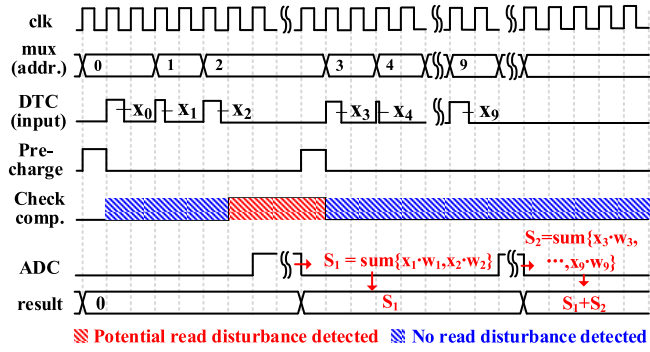 clk
mux
(addr.)
0 1 2 3 4 9
DTC
(input)
x0 x1 x2 x3 x4 x9
Pre-
charge
Check
comp.
ADC
S1 = sum{x1·w1,x2·w2}
S2=sum{x3·w3,
···,x9·w9}
result
0 S1 S1+S2
Potential read disturbance detected No read disturbance detected